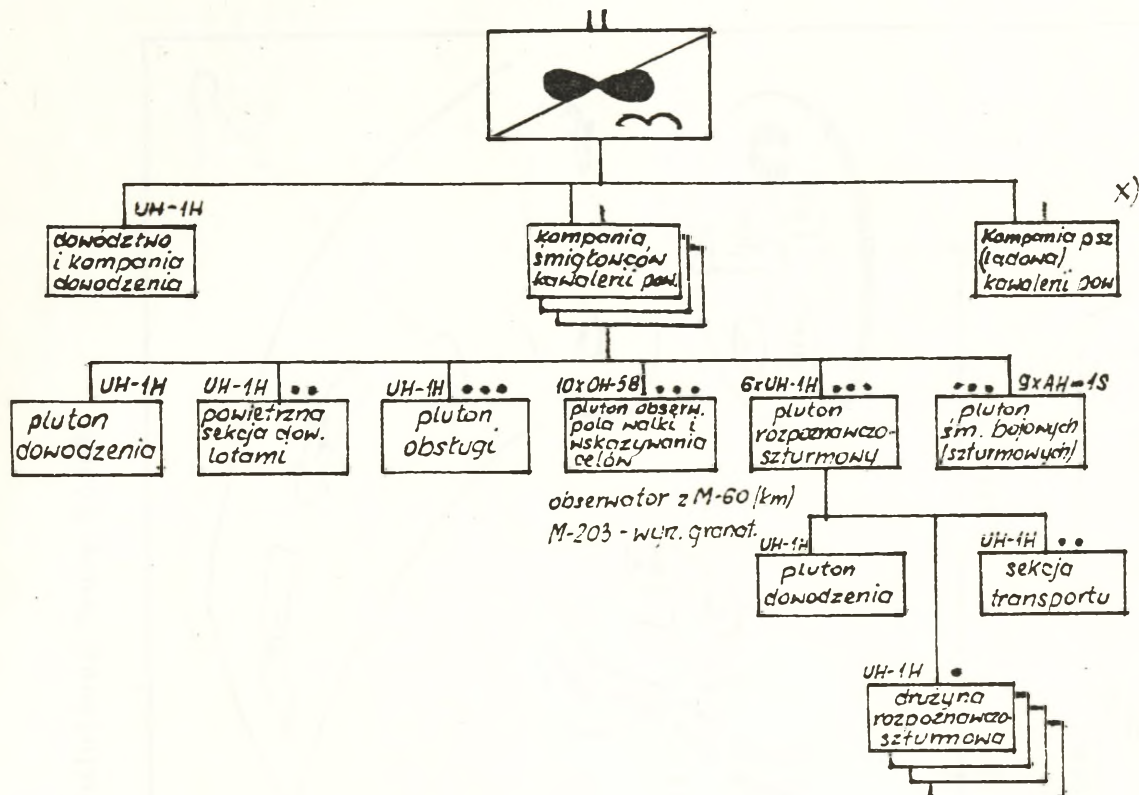 x)
UH-1H
dowództwo
i kompania
dowodzenia
kompania
śmigłowców
kawalerii pow.
kompania psz
(lądowa)
kawalerii pow
UH-1H
pluton
dowodzenia
UH-1H
powietrzna
sekcja dow.
lotami
UH-1H
pluton
obsługi
10xOH-58
pluton obserw.
pola walki i
wskazywania
celów
6xUH-1H
pluton
rozpoznawczo-
szturmowy
9xAH-1S
pluton
śm. bojowych
/szturmowych/
obserwator z M-60 /km/
M-203 - wyrz. granat.
UH-1H
pluton
dowodzenia
UH-1H
sekcja
transportu
UH-1H
drużyna
rozpoznawczo-
szturmowa